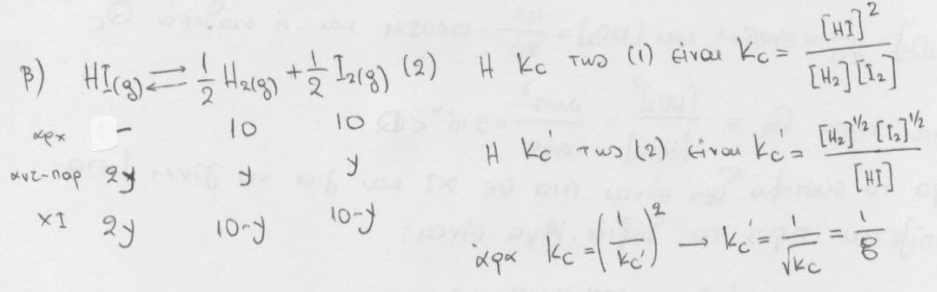 β) HI(g) ⇌ 1/2 H2(g) + 1/2 I2(g) (2)
αρχ - 10 10
αντ-παρ 2y y y
XI 2y 10-y 10-y
Η Kc της (1) είναι Kc = [HI]^2 / [H2][I2]
Η Kc' της (2) είναι Kc' = [H2]^1/2 [I2]^1/2 / [HI]
άρα Kc = (1/Kc')^2 → Kc' = 1/√Kc = 1/8